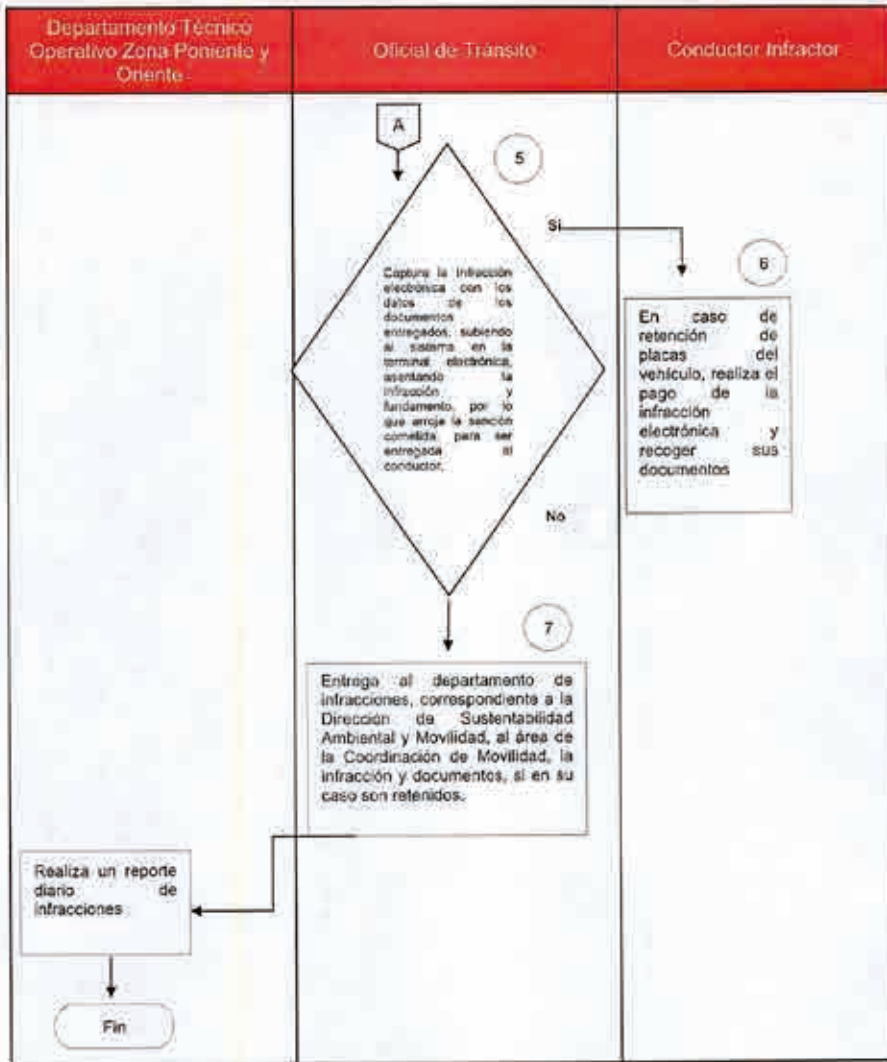 Departamento Técnico
Operativo Zona Poniente y
Oriente
Oficial de Tránsito
Conductor Infractor
A
5
Captura la Infracción
electrónica con los
datos de los
documentos
entregados, subiendo
al sistema en la
terminal electrónica,
asentando la
infracción y
fundamento, por lo
que arroje la sanción
cometida, para ser
entregada al
conductor.
Si
6
En caso de
retención de
placas del
vehículo, realiza el
pago de la
infracción
electrónica y
recoger sus
documentos
No
7
Entrega al departamento de
infracciones, correspondiente a la
Dirección de Sustentabilidad
Ambiental y Movilidad, al área de
la Coordinación de Movilidad, la
infracción y documentos, si en su
caso son retenidos.
Realiza un reporte
diario de
infracciones
Fin